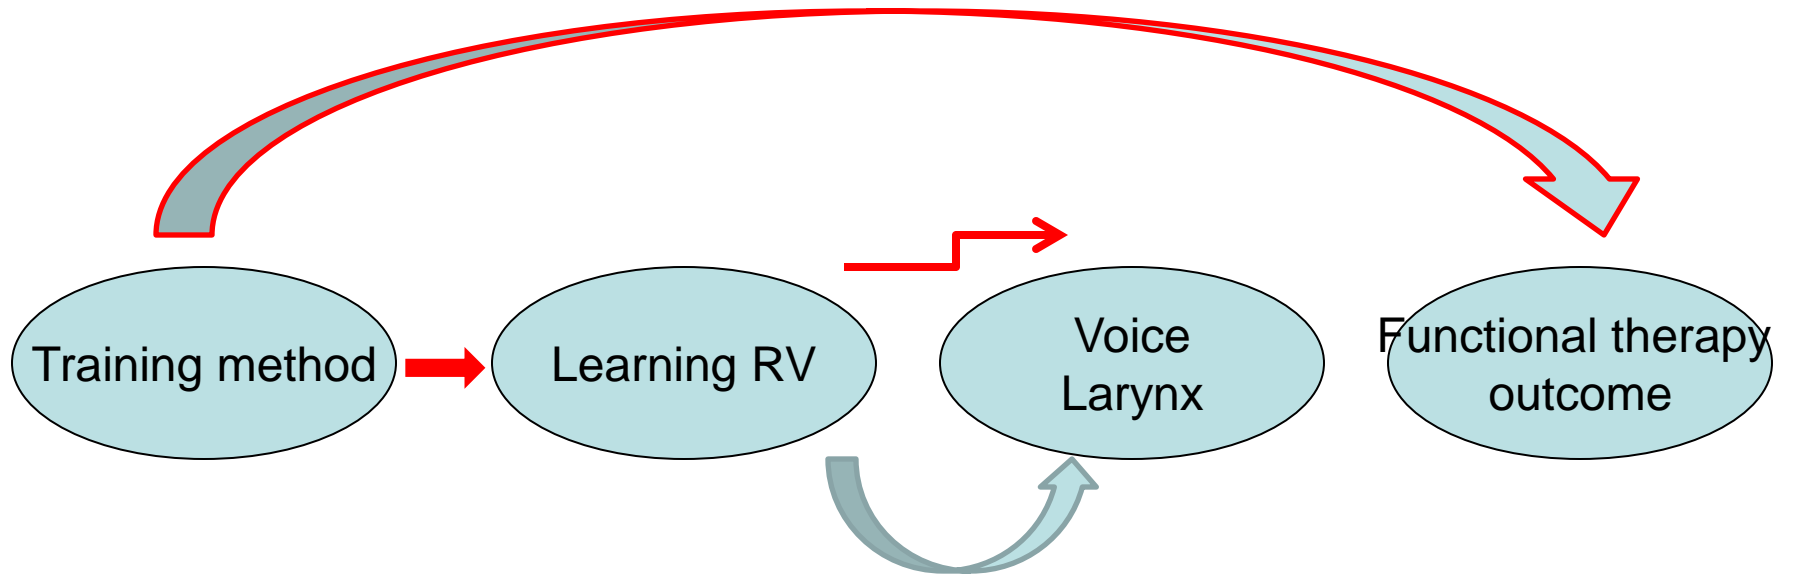 Training method
Learning RV
Voice
Larynx
Functional therapy
outcome